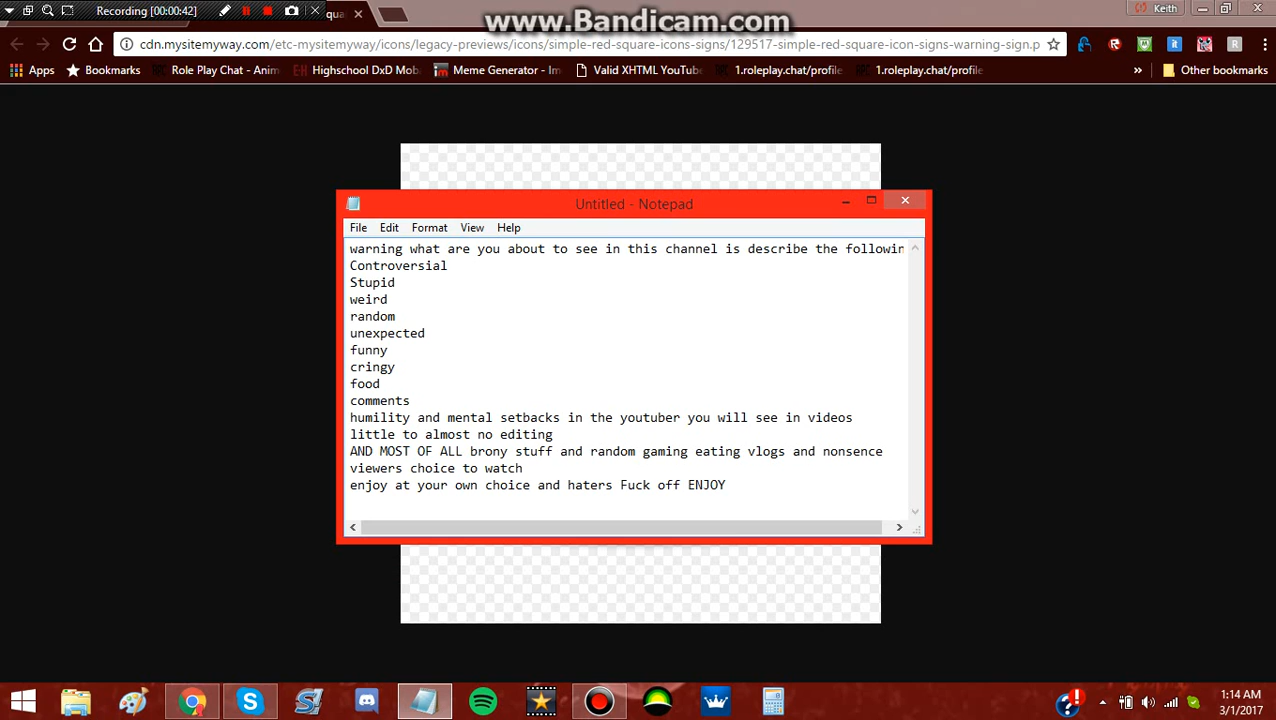 Recording [00:00:42]
qua
www.Bandicam.com
Keith
cdn.mysitemyway.com/etc-mysitemyway/icons/legacy-previews/icons/simple-red-square-icons-signs/129517-simple-red-square-icon-signs-warning-sign.p
Apps
Bookmarks
Role Play Chat - Anim
Highschool DxD Mob
Meme Generator - Im
Valid XHTML YouTube
1.roleplay.chat/profile
1.roleplay.chat/profile
»
Other bookmarks
Untitled - Notepad
File Edit Format View Help
warning what are you about to see in this channel is describe the followin
Controversial
Stupid
weird
random
unexpected
funny
cringy
food
comments
humility and mental setbacks in the youtuber you will see in videos
little to almost no editing
AND MOST OF ALL brony stuff and random gaming eating vlogs and nonsence
viewers choice to watch
enjoy at your own choice and haters Fuck off ENJOY
1:14 AM
3/1/2017